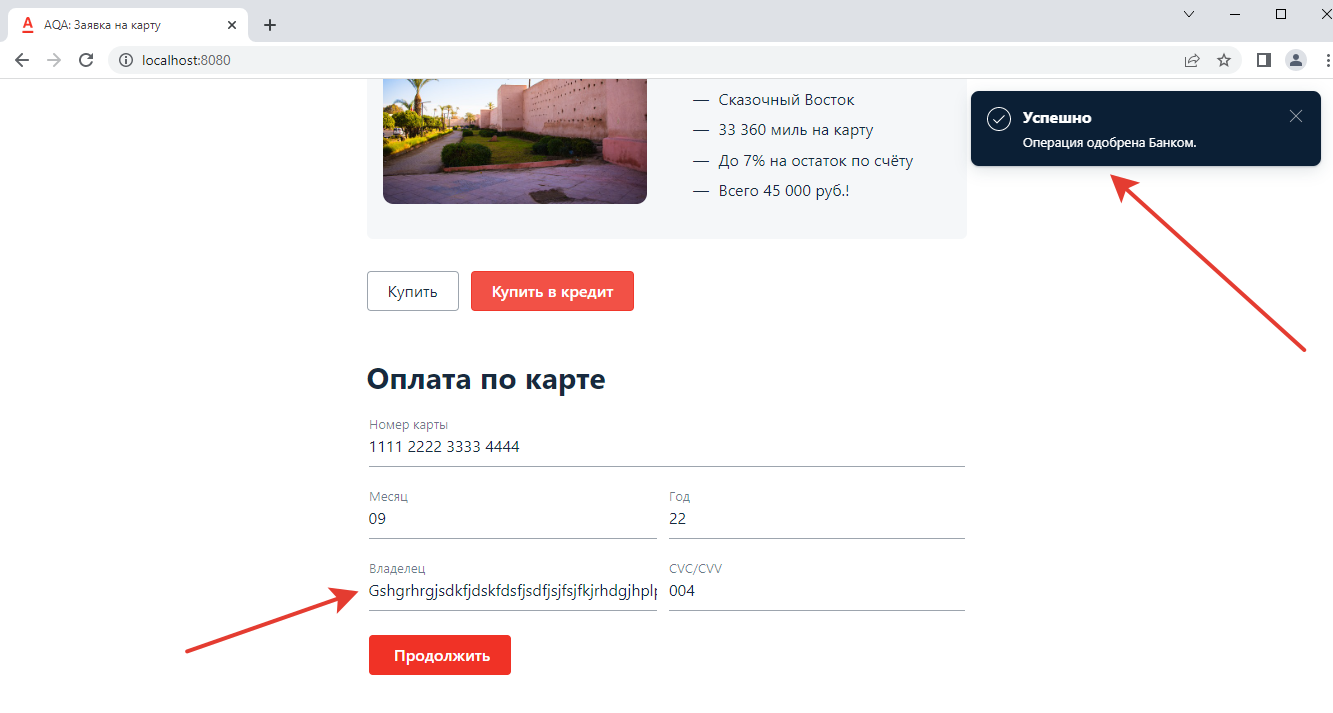 AQA: Заявка на карту
localhost:8080
— Сказочный Восток
— 33 360 миль на карту
— До 7% на остаток по счёту
— Всего 45 000 руб.!
Успешно
Операция одобрена Банком.
Купить
Купить в кредит
Оплата по карте
Номер карты
1111 2222 3333 4444
Месяц
Год
09
22
Владелец
CVC/CVV
Gshgrhrgjsdkfjdskfdsfjsdfjsjfsjfkjrhdgjhplp
004
Продолжить